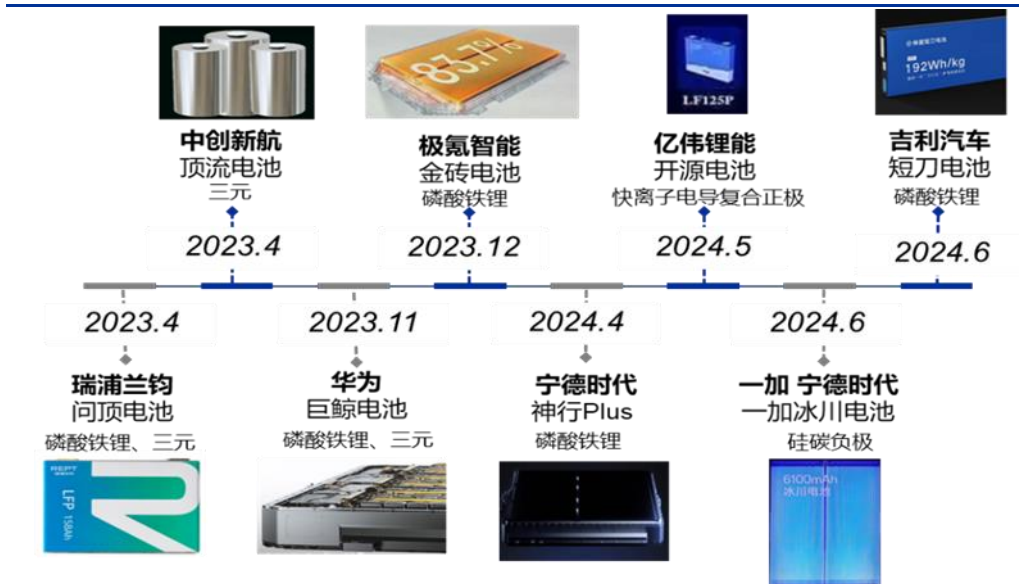 83.7%
LF125P
192Wh/kg
中创新航
顶流电池
三元
极氪智能
金砖电池
磷酸铁锂
亿伟锂能
开源电池
快离子电导复合正极
吉利汽车
短刀电池
磷酸铁锂
2023.4
2023.12
2024.5
2024.6
2023.4
2023.11
2024.4
2024.6
瑞浦兰钧
问顶电池
磷酸铁锂、三元
华为
巨鲸电池
磷酸铁锂、三元
宁德时代
神行Plus
磷酸铁锂
一加 宁德时代
一加冰川电池
硅碳负极
REPT
LFP 158Ah
6100mAh
冰川电池